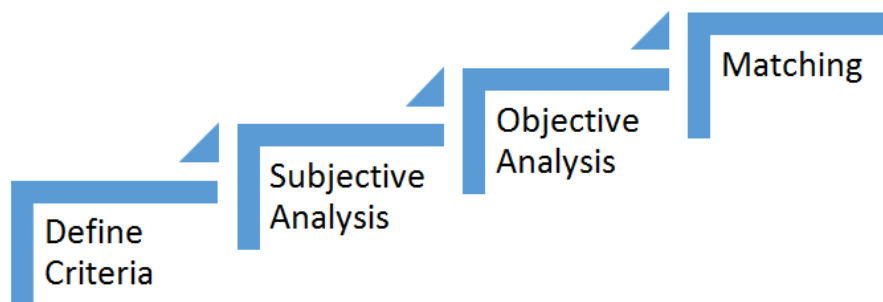 Define
Criteria
Subjective
Analysis
Objective
Analysis
Matching